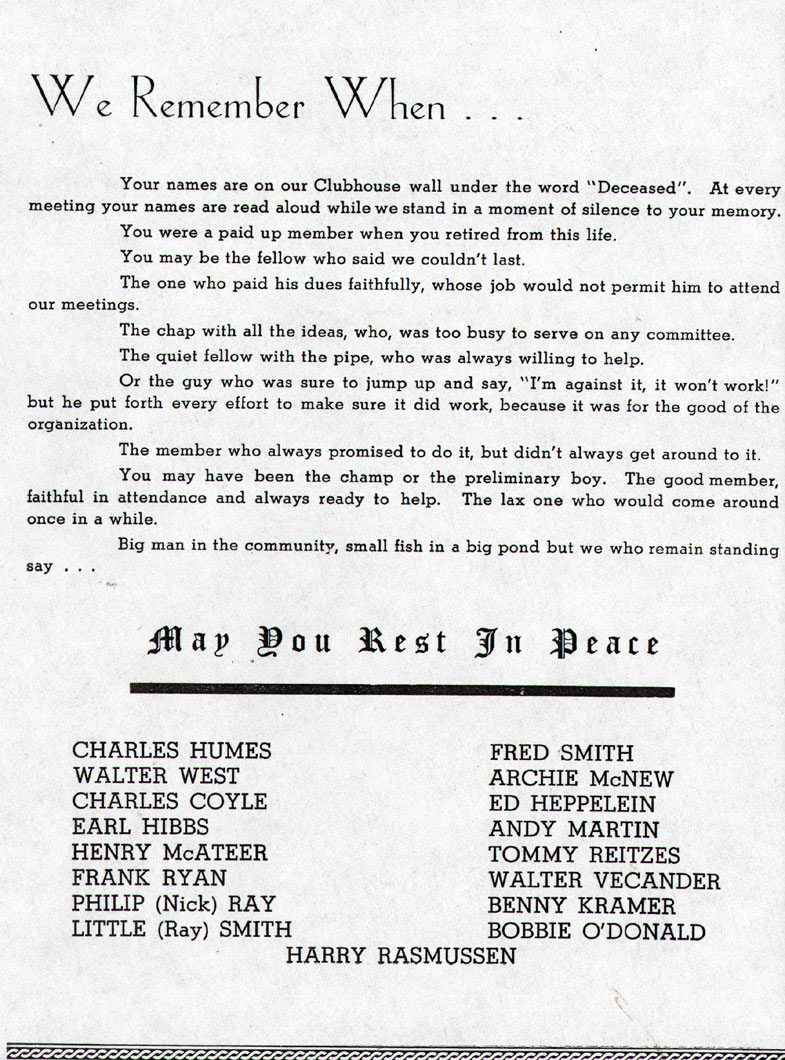 We Remember When . . .
Your names are on our Clubhouse wall under the word "Deceased". At every
meeting your names are read aloud while we stand in a moment of silence to your memory.
You were a paid up member when you retired from this life.
You may be the fellow who said we couldn't last.
The one who paid his dues faithfully, whose job would not permit him to attend
our meetings.
The chap with all the ideas, who, was too busy to serve on any committee.
The quiet fellow with the pipe, who was always willing to help.
Or the guy who was sure to jump up and say, "I'm against it, it won't work!"
but he put forth every effort to make sure it did work, because it was for the good of the
organization.
The member who always promised to do it, but didn't always get around to it.
You may have been the champ or the preliminary boy. The good member,
faithful in attendance and always ready to help. The lax one who would come around
once in a while.
Big man in the community, small fish in a big pond but we who remain standing
say . . .
May You Rest In Peace
CHARLES HUMES
WALTER WEST
CHARLES COYLE
EARL HIBBS
HENRY McATEER
FRANK RYAN
PHILIP (Nick) RAY
LITTLE (Ray) SMITH
FRED SMITH
ARCHIE McNEW
ED HEPPELEIN
ANDY MARTIN
TOMMY REITZES
WALTER VECANDER
BENNY KRAMER
BOBBIE O'DONALD
HARRY RASMUSSEN